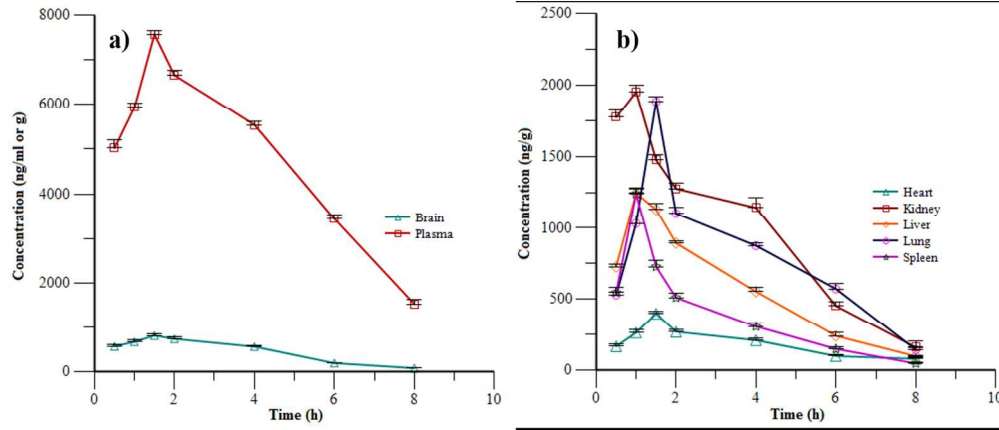 a)
Concentration (ng/ml or g)
8000
6000
4000
2000
0
Brain
Plasma
0 2 4 6 8 10
Time (h)
b)
Concentration (ng/g)
2500
2000
1500
1000
500
0
Heart
Kidney
Liver
Lung
Spleen
0 2 4 6 8 10
Time (h)